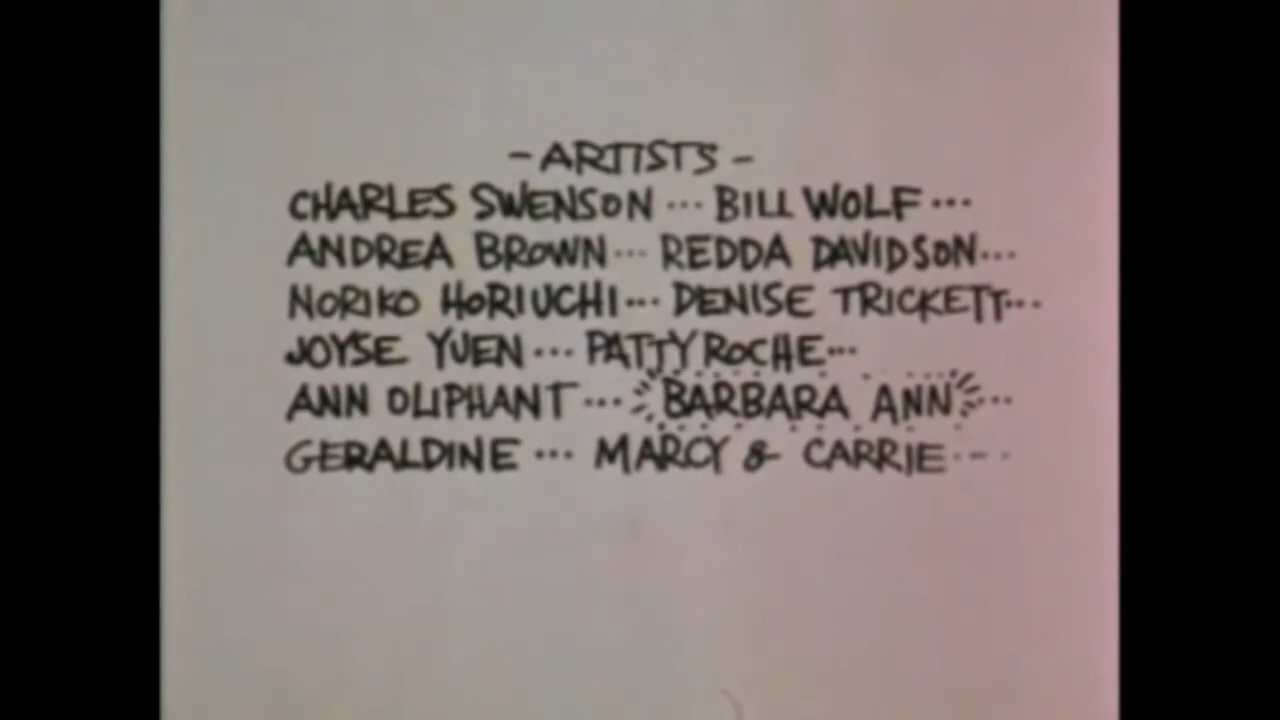 - ARTISTS -
CHARLES SWENSON ... BILL WOLF ...
ANDREA BROWN ... REDDA DAVIDSON ...
NORIKO HORIUCHI ... DENISE TRICKETT ...
JOYSE YUEN ... PATTY ROCHE ...
ANN OLIPHANT ... BARBARA ANN ...
GERALDINE ... MARCY & CARRIE ...